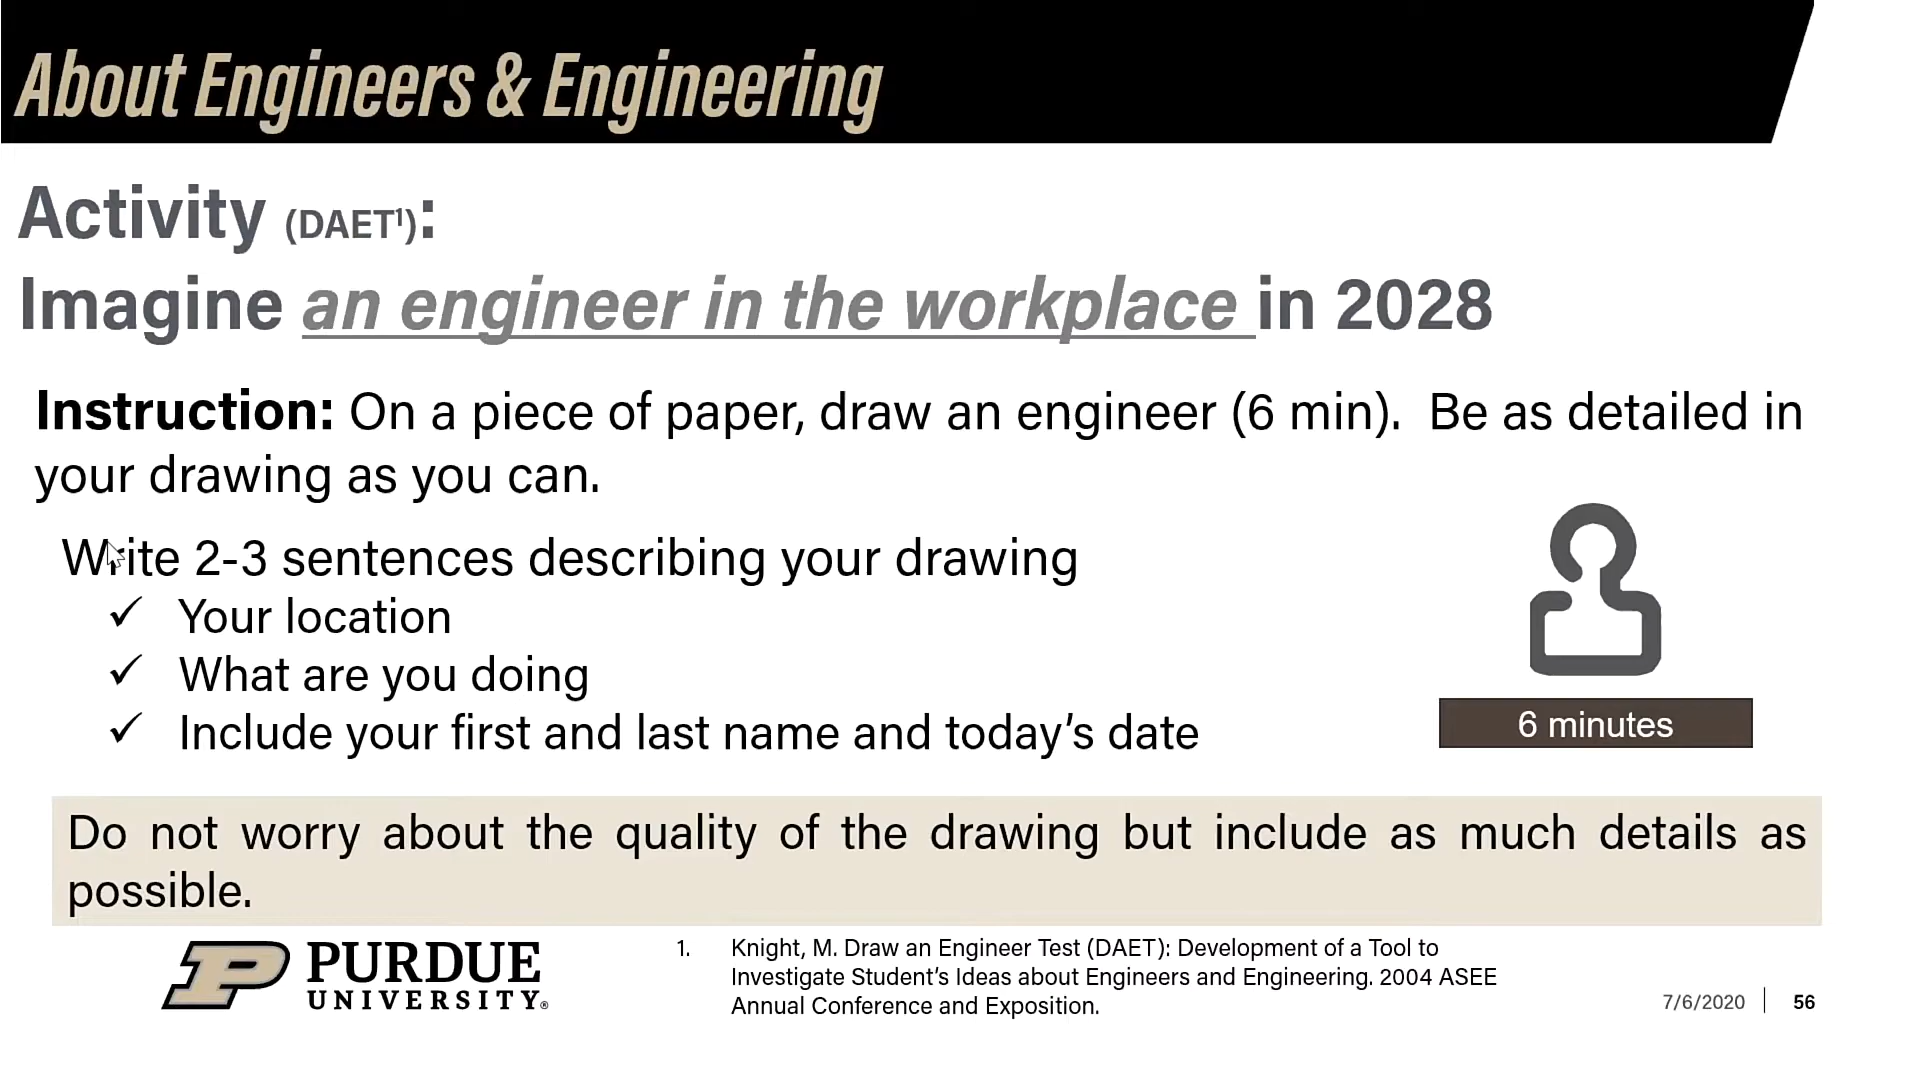 About Engineers & Engineering
Activity (DAET¹):
Imagine an engineer in the workplace in 2028
Instruction: On a piece of paper, draw an engineer (6 min). Be as detailed in
your drawing as you can.
Write 2-3 sentences describing your drawing
✓ Your location
✓ What are you doing
✓ Include your first and last name and today’s date
6 minutes
Do not worry about the quality of the drawing but include as much details as
possible.
P PURDUE
UNIVERSITY®
1. Knight, M. Draw an Engineer Test (DAET): Development of a Tool to
Investigate Student’s Ideas about Engineers and Engineering. 2004 ASEE
Annual Conference and Exposition.
7/6/2020 56